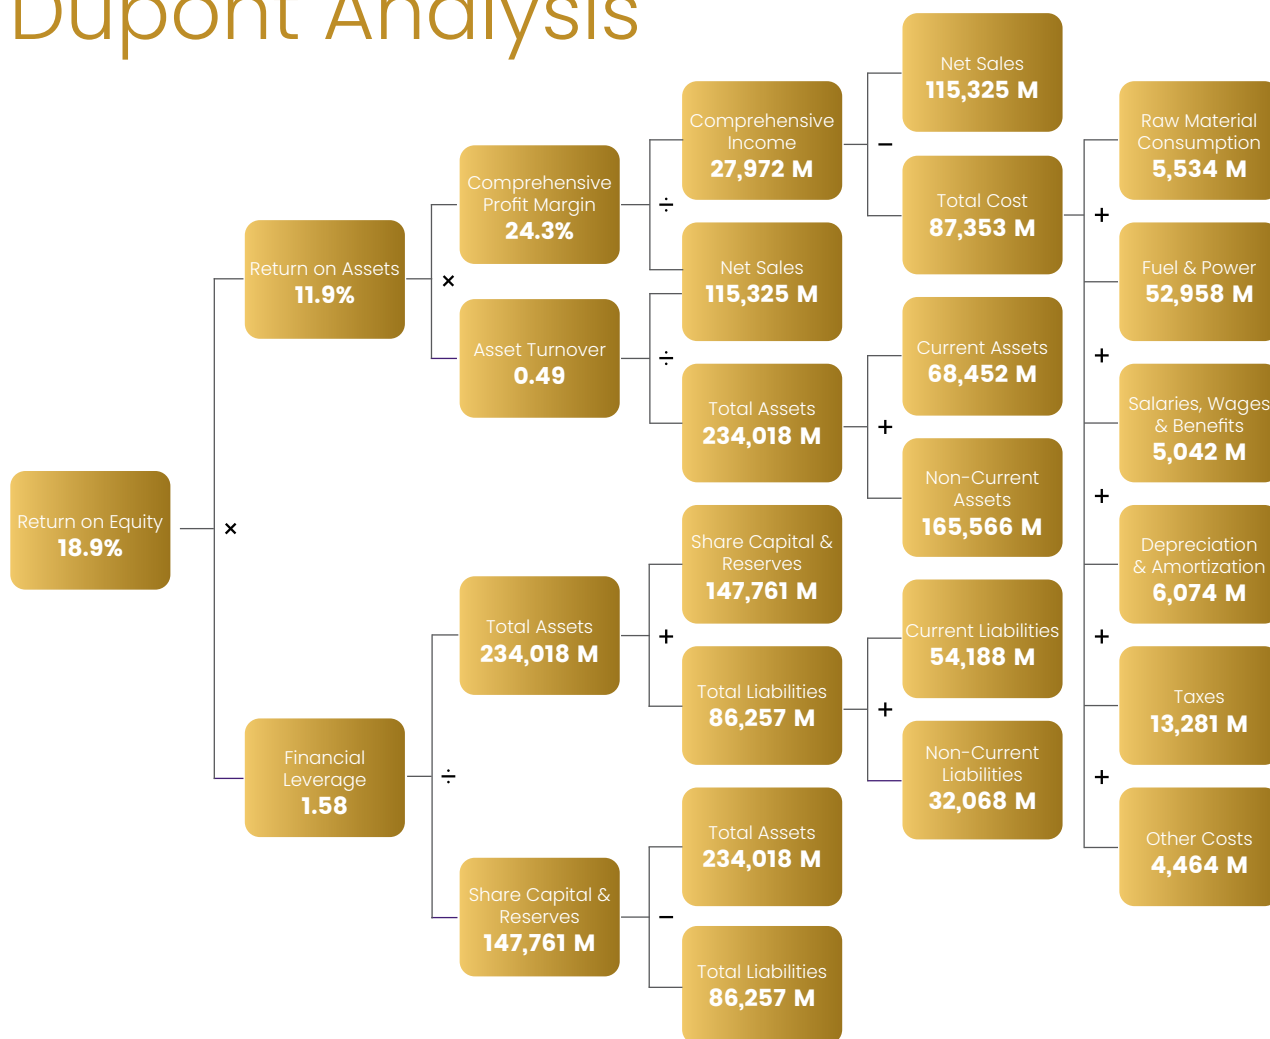 Dupont Analysis
Return on Equity
18.9%
×
Return on Assets
11.9%
×
Financial
Leverage
1.58
÷
Comprehensive
Profit Margin
24.3%
÷
Asset Turnover
0.49
÷
Total Assets
234,018 M
+
Share Capital &
Reserves
147,761 M
−
Comprehensive
Income
27,972 M
−
Net Sales
115,325 M
Total Assets
234,018 M
+
Share Capital &
Reserves
147,761 M
Total Liabilities
86,257 M
+
Total Assets
234,018 M
Total Liabilities
86,257 M
Net Sales
115,325 M
Total Cost
87,353 M
Current Assets
68,452 M
Non-Current
Assets
165,566 M
Current Liabilities
54,188 M
Non-Current
Liabilities
32,068 M
Raw Material
Consumption
5,534 M
+
Fuel & Power
52,958 M
+
Salaries, Wages
& Benefits
5,042 M
+
Depreciation
& Amortization
6,074 M
+
Taxes
13,281 M
+
Other Costs
4,464 M